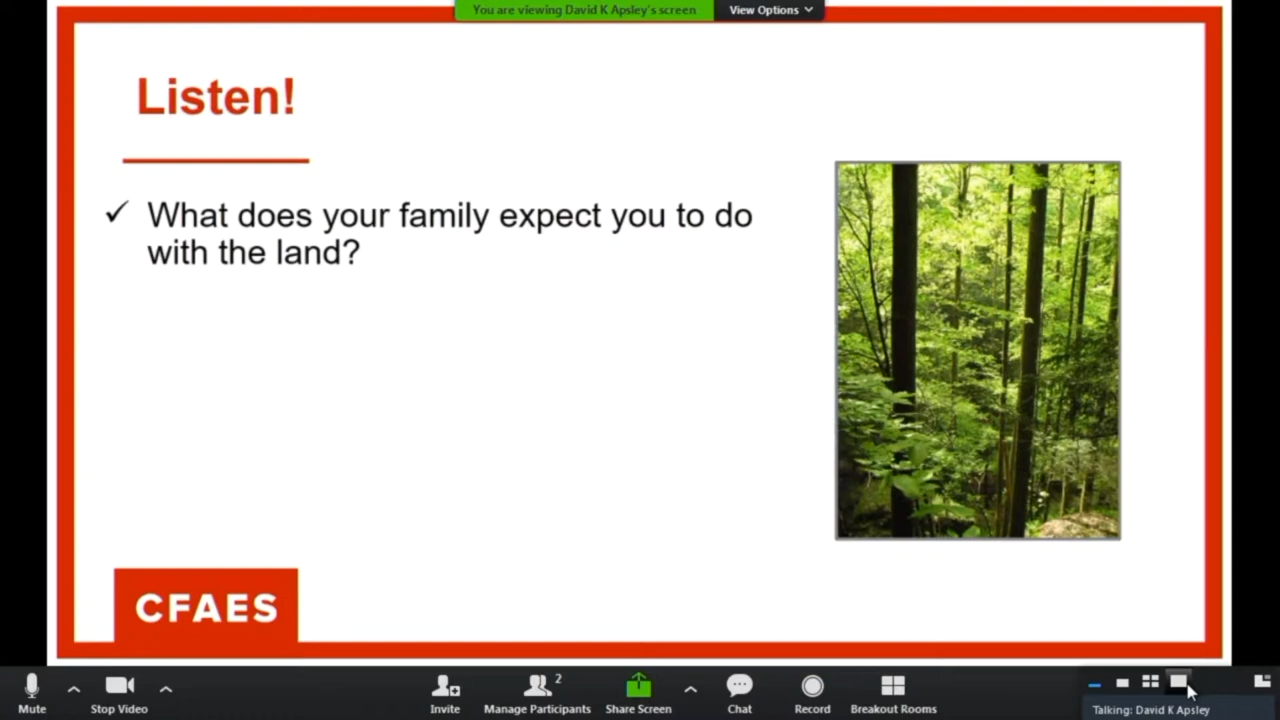 You are viewing David K Apsley's screen
View Options
Listen!
✓ What does your family expect you to do
with the land?
CFAES
2
Mute
Stop Video
Invite
Manage Participants
Share Screen
Chat
Record
Breakout Rooms
Talking: David K Apsley